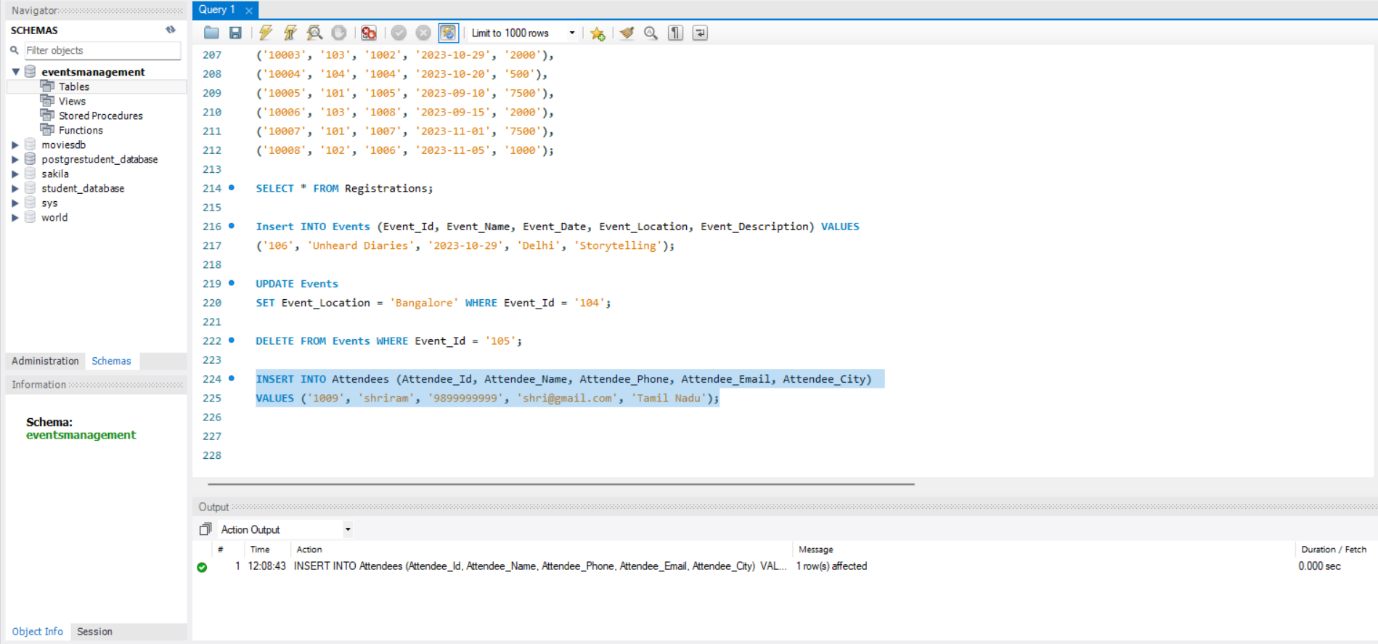 Navigator
Query 1
SCHEMAS
Filter objects
eventsmanagement
Tables
Views
Stored Procedures
Functions
moviesdb
postgrestudent_database
sakila
student_database
sys
world
Administration
Schemas
Information
Schema:
eventsmanagement
Object Info
Session
Limit to 1000 rows
207 ('10003', '103', '1002', '2023-10-29', '2000'),
208 ('10004', '104', '1004', '2023-10-20', '500'),
209 ('10005', '101', '1005', '2023-09-10', '7500'),
210 ('10006', '103', '1008', '2023-09-15', '2000'),
211 ('10007', '101', '1007', '2023-11-01', '7500'),
212 ('10008', '102', '1006', '2023-11-05', '1000');
213
214 SELECT * FROM Registrations;
215
216 Insert INTO Events (Event_Id, Event_Name, Event_Date, Event_Location, Event_Description) VALUES
217 ('106', 'Unheard Diaries', '2023-10-29', 'Delhi', 'Storytelling');
218
219 UPDATE Events
220 SET Event_Location = 'Bangalore' WHERE Event_Id = '104';
221
222 DELETE FROM Events WHERE Event_Id = '105';
223
224 INSERT INTO Attendees (Attendee_Id, Attendee_Name, Attendee_Phone, Attendee_Email, Attendee_City)
225 VALUES ('1009', 'shriram', '9899999999', 'shri@gmail.com', 'Tamil Nadu');
226
227
228
Output
Action Output
# Time Action Message Duration / Fetch
1 12:08:43 INSERT INTO Attendees (Attendee_Id, Attendee_Name, Attendee_Phone, Attendee_Email, Attendee_City) VAL... 1 row(s) affected 0.000 sec